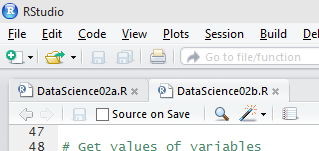 RStudio
File Edit Code View Plots Session Build De
Go to file/function
DataScience02a.R × DataScience02b.R ×
Source on Save
47
48 # Get values of variables